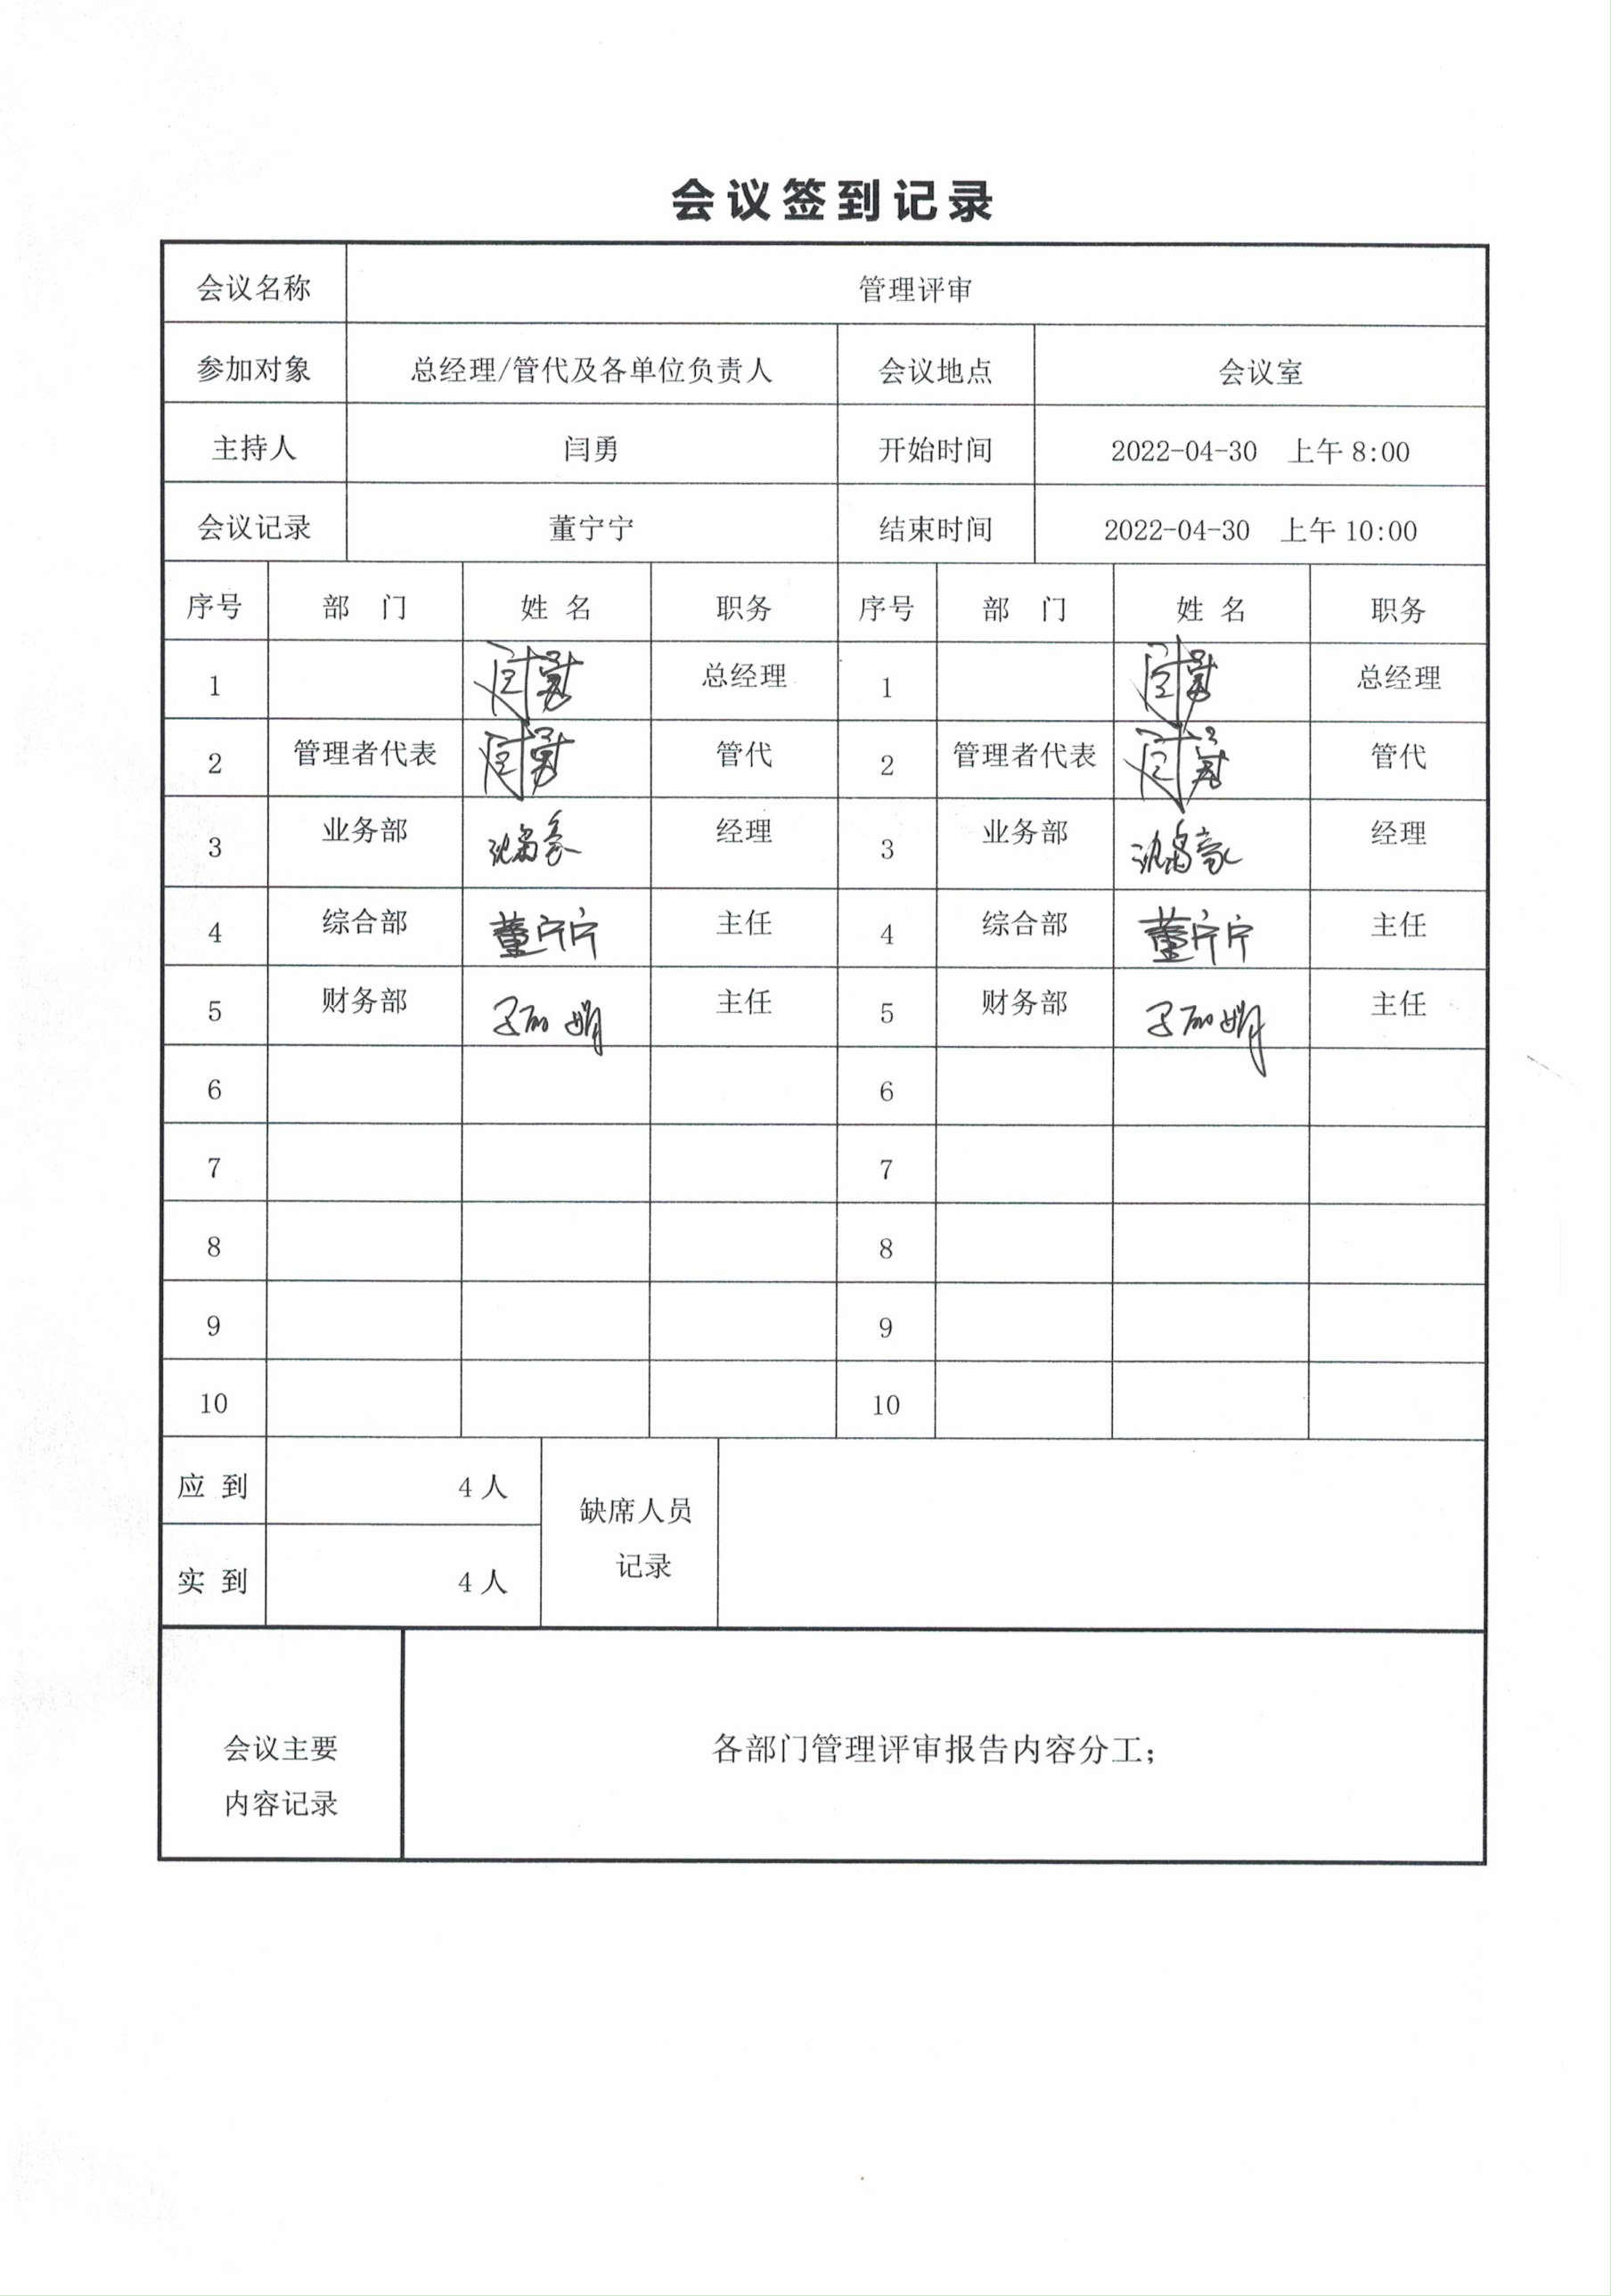 会议签到记录
会议名称 管理评审
参加对象 总经理/管代及各单位负责人 会议地点 会议室
主持人 闫勇 开始时间 2022-04-30 上午 8:00
会议记录 董宁宁 结束时间 2022-04-30 上午 10:00
序号 部 门 姓 名 职务 序号 部 门 姓 名 职务
1 闫勇 总经理 1 闫勇 总经理
2 管理者代表 闫勇 管代 2 管理者代表 闫勇 管代
3 业务部 经理 3 业务部 经理
4 综合部 董宁宁 主任 4 综合部 董宁宁 主任
5 财务部 主任 5 财务部 主任
6 6
7 7
8 8
9 9
10 10
应 到 4 人
缺席人员
记录
实 到 4 人
会议主要
内容记录
各部门管理评审报告内容分工；